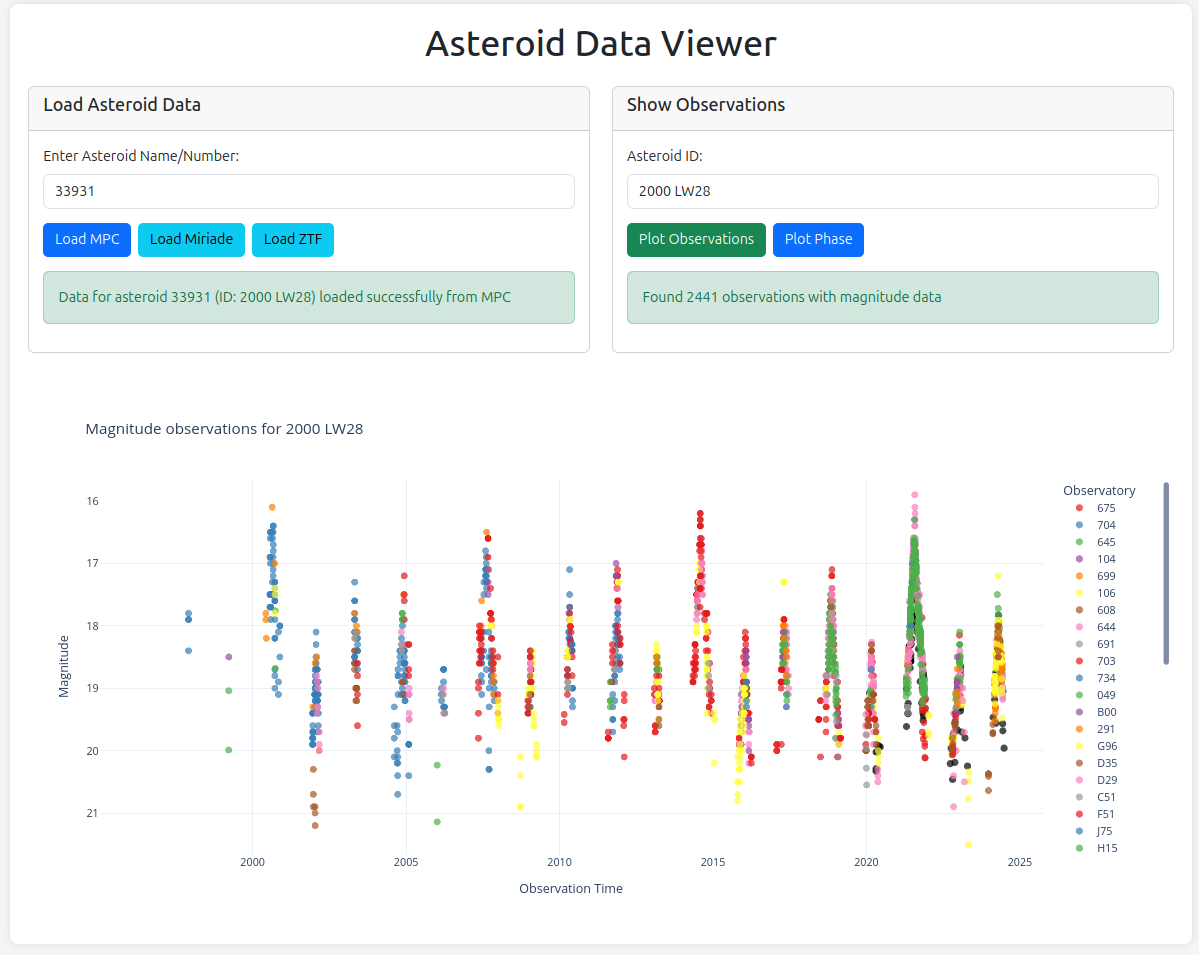 Asteroid Data Viewer
Load Asteroid Data
Enter Asteroid Name/Number:
33931
Load MPC
Load Miriade
Load ZTF
Data for asteroid 33931 (ID: 2000 LW28) loaded successfully from MPC
Show Observations
Asteroid ID:
2000 LW28
Plot Observations
Plot Phase
Found 2441 observations with magnitude data
Magnitude observations for 2000 LW28
Magnitude
16
17
18
19
20
21
2000
2005
2010
2015
2020
2025
Observation Time
Observatory
675
704
645
104
699
106
608
644
691
703
734
049
B00
291
G96
D35
D29
C51
F51
J75
H15